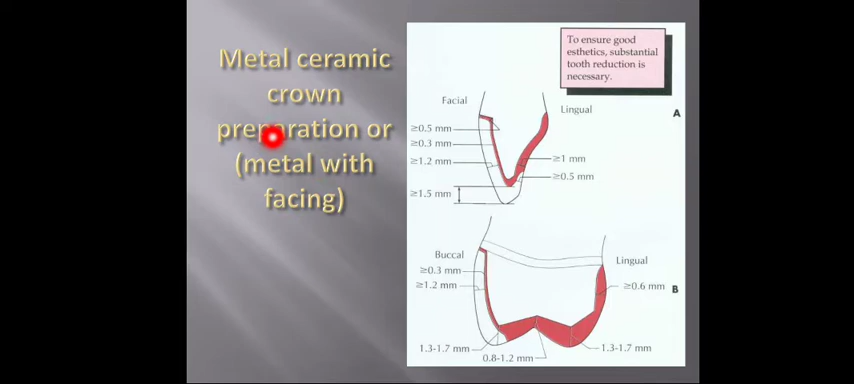 Metal ceramic
crown
preparation or
(metal with
facing)
To ensure good
esthetics, substantial
tooth reduction is
necessary.
Facial
Lingual
A
≥0.5 mm
≥0.3 mm
≥1.2 mm
≥1 mm
≥0.5 mm
≥1.5 mm
Buccal
Lingual
≥0.3 mm
≥1.2 mm
≥0.6 mm
B
1.3-1.7 mm
0.8-1.2 mm
1.3-1.7 mm